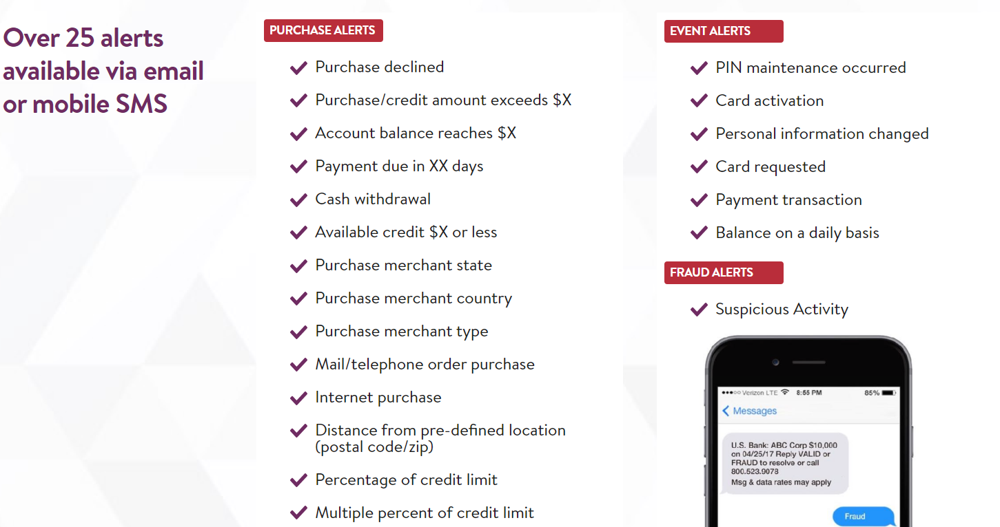 Over 25 alerts
available via email
or mobile SMS
PURCHASE ALERTS
Purchase declined
Purchase/credit amount exceeds $X
Account balance reaches $X
Payment due in XX days
Cash withdrawal
Available credit $X or less
Purchase merchant state
Purchase merchant country
Purchase merchant type
Mail/telephone order purchase
Internet purchase
Distance from pre-defined location
(postal code/zip)
Percentage of credit limit
Multiple percent of credit limit
EVENT ALERTS
PIN maintenance occurred
Card activation
Personal information changed
Card requested
Payment transaction
Balance on a daily basis
FRAUD ALERTS
Suspicious Activity
Verizon LTE 8:55 PM 85%
Messages
U.S. Bank: ABC Corp $10,000
on 04/25/17 Reply VALID or
FRAUD to resolve or call
800.523.9078
Msg & data rates may apply
Fraud